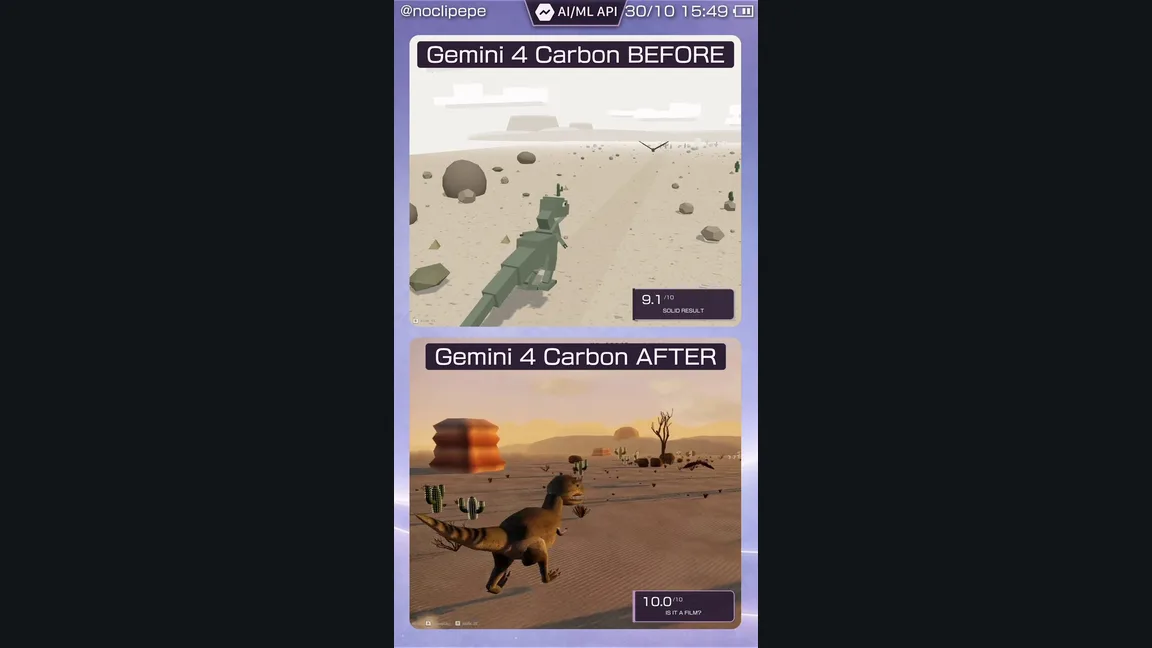 @noclipepe
AI/ML API
30/10 15:49
Gemini 4 Carbon BEFORE
9.1 /10
SOLID RESULT
Gemini 4 Carbon AFTER
10.0 /10
IS IT A FILM?